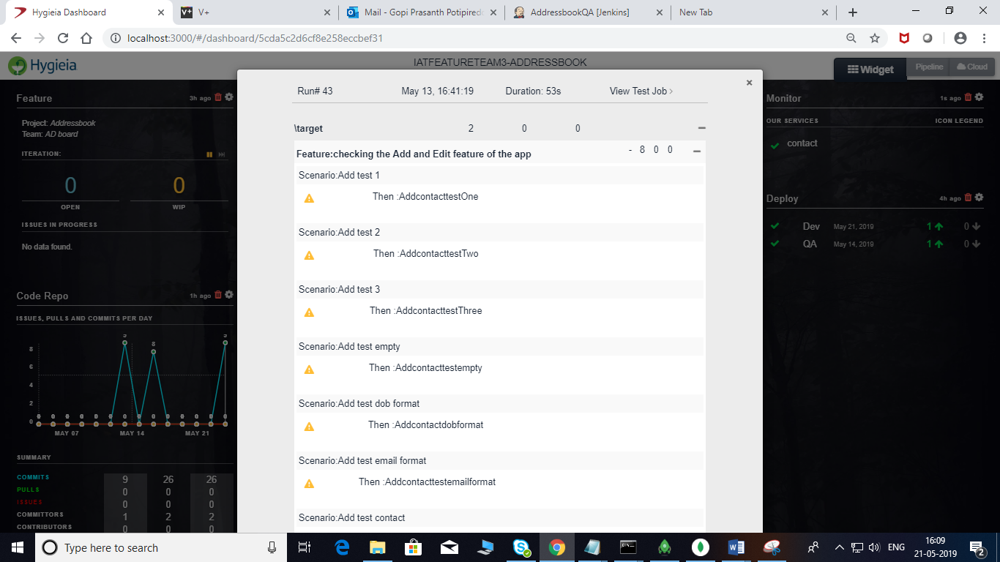 Hygieia Dashboard
V+ V+
Mail - Gopi Prasanth Potipiredd
AddressbookQA [Jenkins]
New Tab
localhost:3000/#/dashboard/5cda5c2d6cf8e258eccbef31
Hygieia
IATFEATURETEAM3-ADDRESSBOOK
Widget
Pipeline
Cloud
Feature
3h ago
Project: Addressbook
Team: AD board
ITERATION:
0 0
OPEN WIP
ISSUES IN PROGRESS
No data found.
Code Repo
1h ago
ISSUES, PULLS AND COMMITS PER DAY
8
8
6
4
2
0 0 0 0 0 0 0 0 0 0 0 0 0 0 0
MAY 07 MAY 14 MAY 21
SUMMARY
COMMITS 9 26 26
PULLS 0 0 0
ISSUES 0 0 0
COMMITTORS 1 2 2
CONTRIBUTORS 0 0 0
Run# 43 May 13, 16:41:19 Duration: 53s View Test Job >
\target 2 0 0
Feature:checking the Add and Edit feature of the app - 8 0 0
Scenario:Add test 1
Then :AddcontacttestOne
Scenario:Add test 2
Then :AddcontacttestTwo
Scenario:Add test 3
Then :AddcontacttestThree
Scenario:Add test empty
Then :Addcontacttestempty
Scenario:Add test dob format
Then :Addcontactdobformat
Scenario:Add test email format
Then :Addcontacttestemailformat
Scenario:Add test contact
Monitor
1s ago
OUR SERVICES ICON LEGEND
contact
Deploy
4h ago
Dev May 21, 2019 1 0
QA May 14, 2019 1 0
Type here to search
ENG
16:09
21-05-2019
2